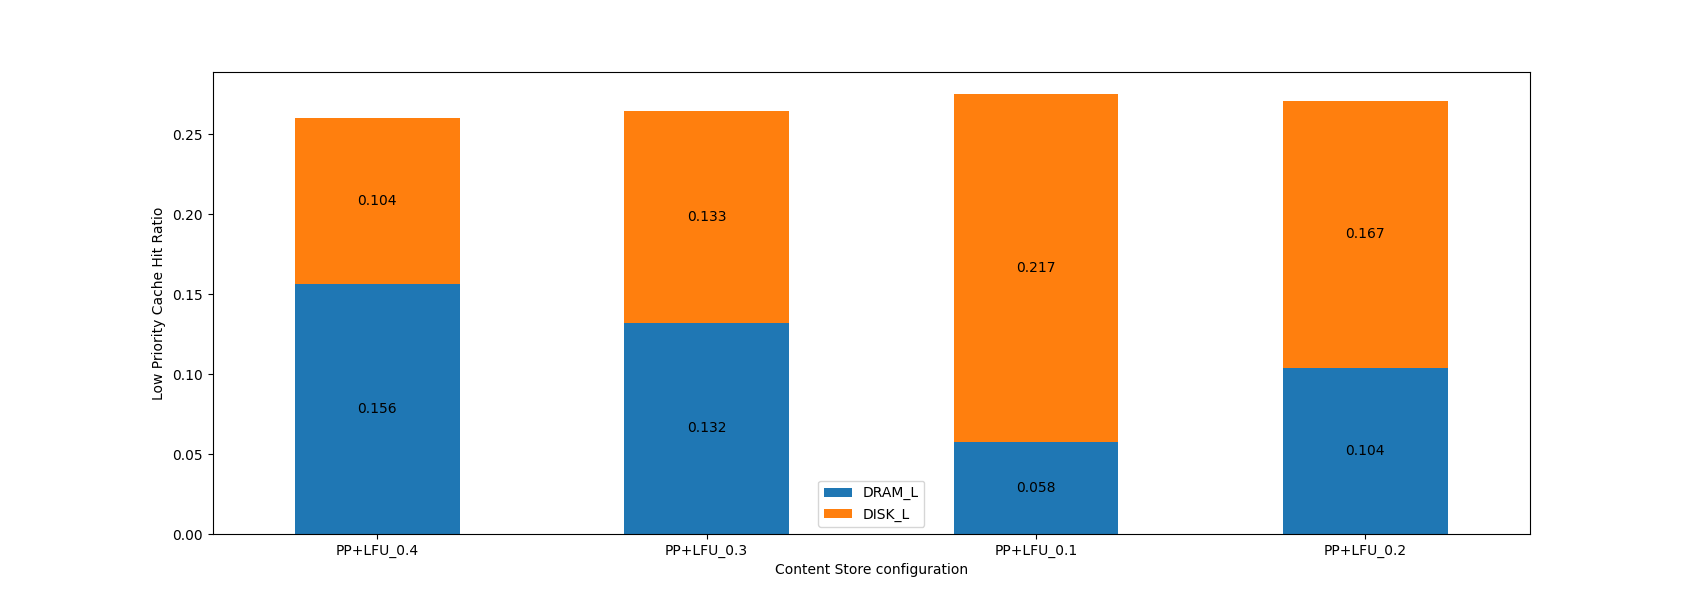 Low Priority Cache Hit Ratio
0.25
0.20
0.15
0.10
0.05
0.00
0.104
0.156
0.133
0.132
0.217
0.058
0.167
0.104
DRAM_L
DISK_L
PP+LFU_0.4
PP+LFU_0.3
PP+LFU_0.1
PP+LFU_0.2
Content Store configuration